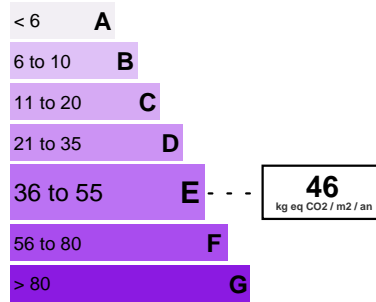 < 6 A
6 to 10 B
11 to 20 C
21 to 35 D
36 to 55 E
46
kg eq CO2 / m2 / an
56 to 80 F
> 80 G